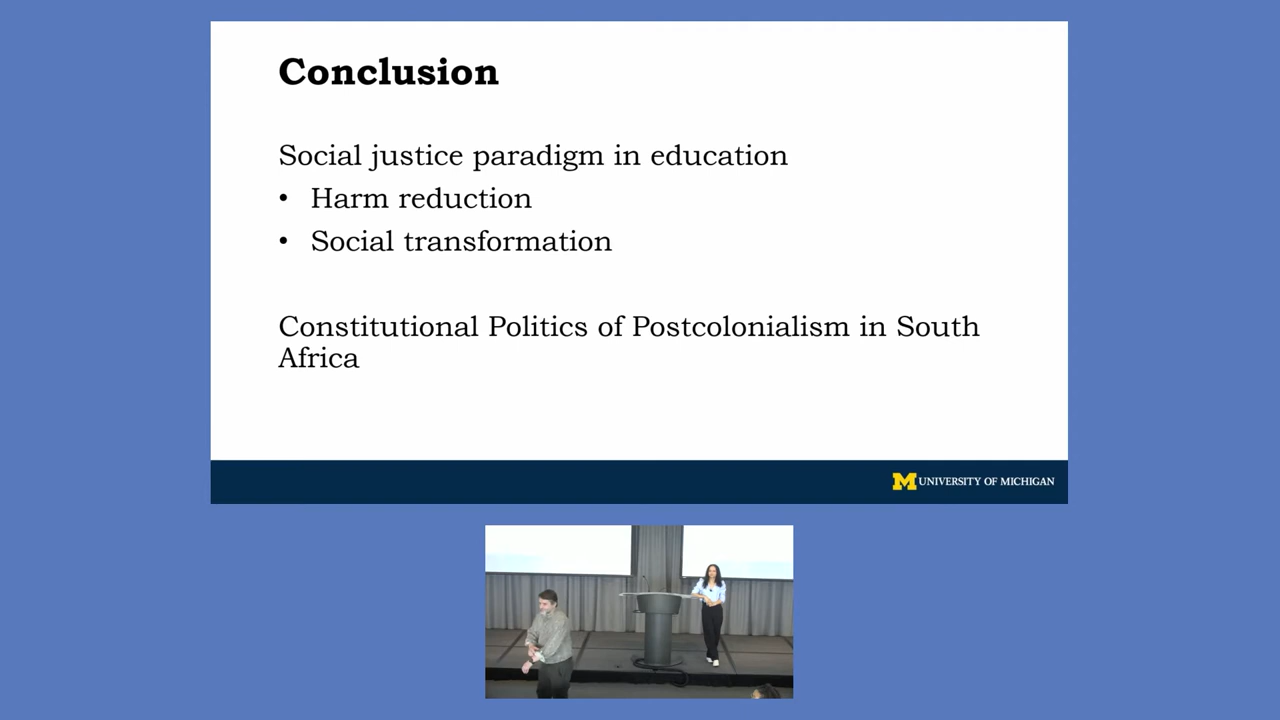 Conclusion
Social justice paradigm in education
• Harm reduction
• Social transformation
Constitutional Politics of Postcolonialism in South
Africa
M UNIVERSITY OF MICHIGAN